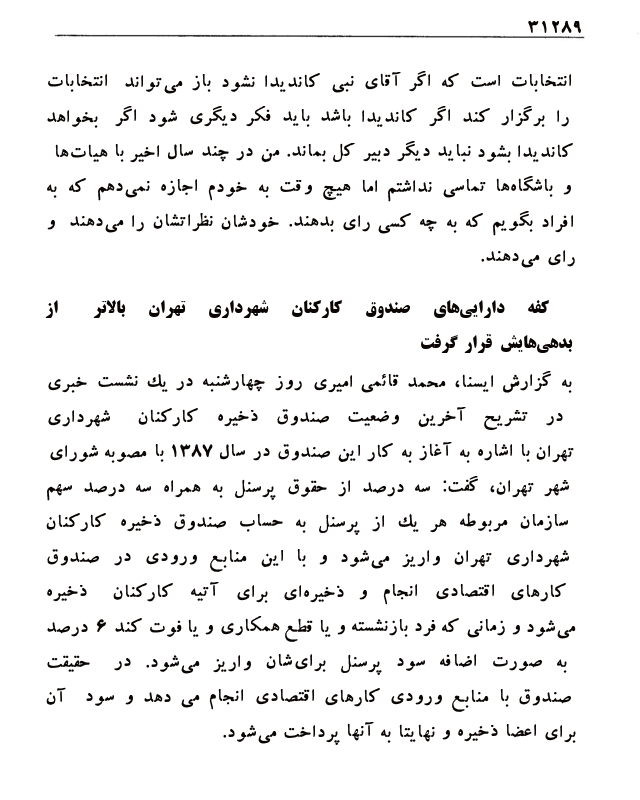 ۳۱۲۸۹
انتخابات است که اگر آقای نبی کاندیدا نشود باز می‌تواند انتخابات
را برگزار کند اگر کاندیدا باشد باید فکر دیگری شود اگر بخواهد
کاندیدا بشود نباید دیگر دبیر کل بماند. من در چند سال اخیر با هیات‌ها
و باشگاه‌ها تماسی نداشتم اما هیچ وقت به خودم اجازه نمی‌دهم که به
افراد بگویم که به چه کسی رای بدهند. خودشان نظراتشان را می‌دهند و
رای می‌دهند.
کفه دارایی‌های صندوق کارکنان شهرداری تهران بالاتر از
بدهی‌هایش قرار گرفت
به گزارش ایسنا، محمد قائمی امیری روز چهارشنبه در یك نشست خبری
در تشریح آخرین وضعیت صندوق ذخیره کارکنان شهرداری
تهران با اشاره به آغاز به کار این صندوق در سال ۱۳۸۷ با مصوبه شورای
شهر تهران، گفت: سه درصد از حقوق پرسنل به همراه سه درصد سهم
سازمان مربوطه هر یك از پرسنل به حساب صندوق ذخیره کارکنان
شهرداری تهران واریز می‌شود و با این منابع ورودی در صندوق
کارهای اقتصادی انجام و ذخیره‌ای برای آتیه کارکنان ذخیره
می‌شود و زمانی که فرد بازنشسته و یا قطع همکاری و یا فوت کند ۶ درصد
به صورت اضافه سود پرسنل برای‌شان واریز می‌شود. در حقیقت
صندوق با منابع ورودی کارهای اقتصادی انجام می دهد و سود آن
برای اعضا ذخیره و نهایتا به آنها پرداخت می‌شود.